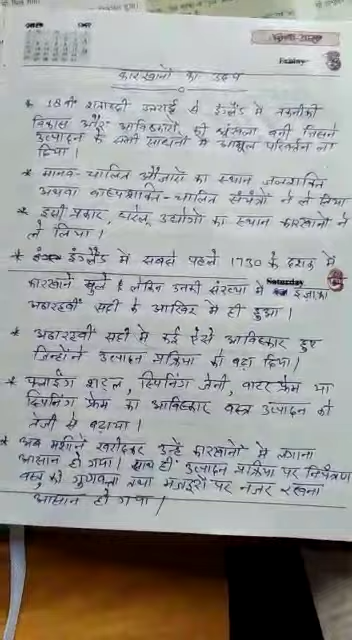 Friday
कारखानों का उदय
* 18वीं शताब्दी उत्तरार्द्ध से इंग्लैंड में तकनीकी
विकास और आविष्कारों की श्रृंखला बनी जिसने
उत्पादन के सभी साधनों में आमूल परिवर्तन ला
दिया।
* मानव-चालित औजारों का स्थान जलशक्ति
अथवा वाष्पशक्ति-चालित संयंत्रों ने ले लिया
* इसी प्रकार, घरेलू उद्योगों का स्थान कारखानों ने
ले लिया।
* इंग्लैंड में सबसे पहले 1730 के दशक में
Saturday
कारखाने खुले लेकिन उनकी संख्या में इजाफा
अठारहवीं सदी के आखिर में ही हुआ।
* अठारहवीं सदी में कई ऐसे आविष्कार हुए
जिन्होंने उत्पादन प्रक्रिया को बढ़ा दिया।
* फ्लाइंग शटल, स्पिनिंग जेनी, वाटर फ्रेम या
स्पिनिंग फ्रेम का आविष्कार वस्त्र उत्पादन को
तेजी से बढ़ाया।
* अब मशीनें खरीदकर उन्हें कारखानों में लगाना
आसान हो गया। साथ ही उत्पादन प्रक्रिया पर नियंत्रण
वस्त्र की गुणवत्ता तथा मजदूरों पर नजर रखना
आसान हो गया।